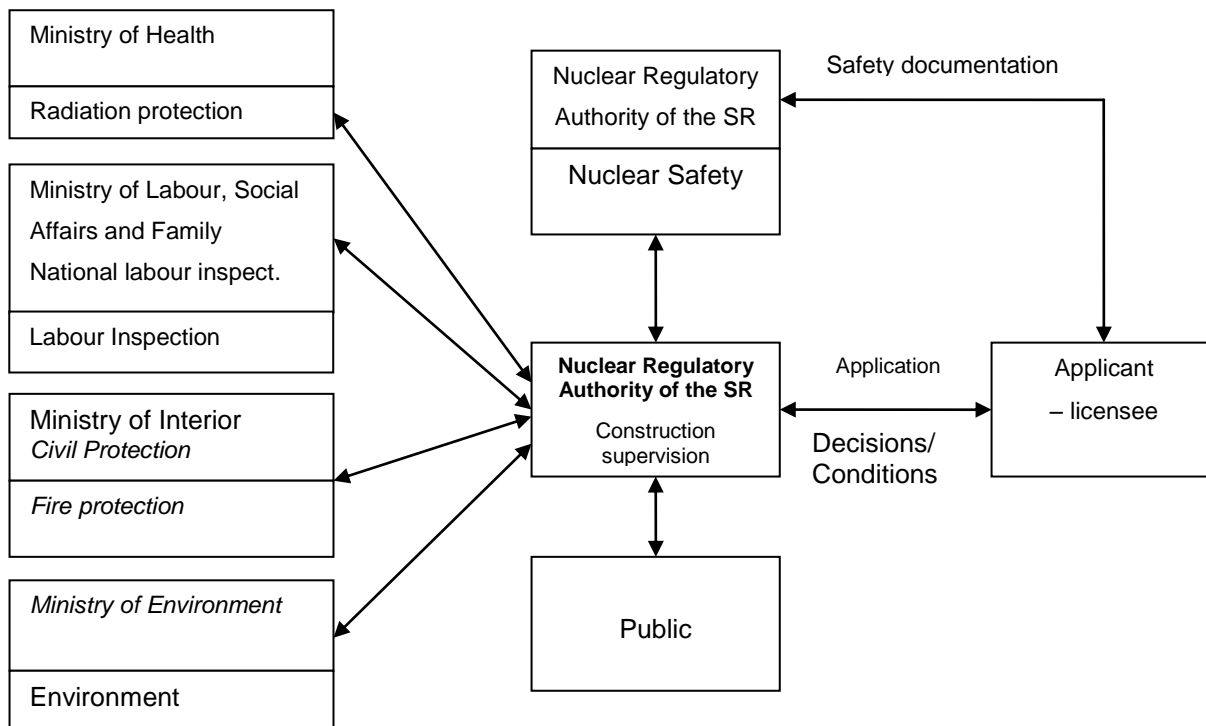 Ministry of Health
Radiation protection
Ministry of Labour, Social
Affairs and Family
National labour inspect.
Labour Inspection
Ministry of Interior
Civil Protection
Fire protection
Ministry of Environment
Environment
Nuclear Regulatory
Authority of the SR
Nuclear Safety
Safety documentation
Nuclear Regulatory
Authority of the SR
Construction
supervision
Application
Decisions/
Conditions
Applicant
– licensee
Public